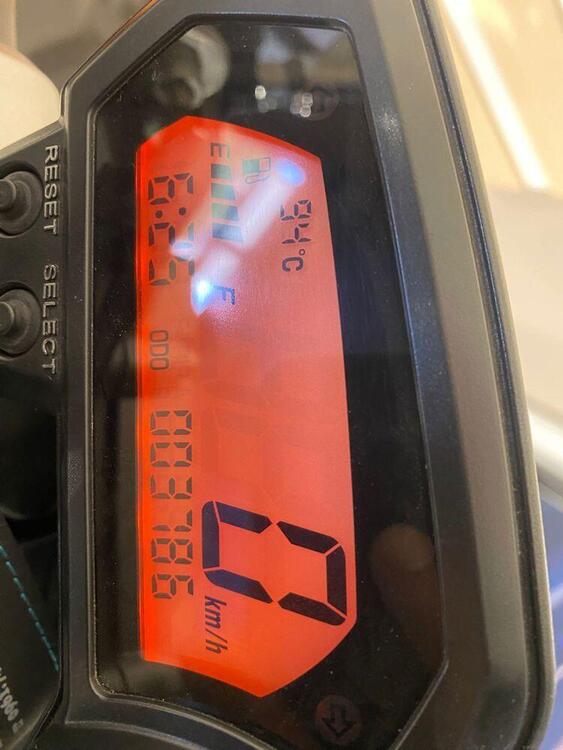 94°C
E F
0 km/h
6:25 ODO 003786
RESET SELECT